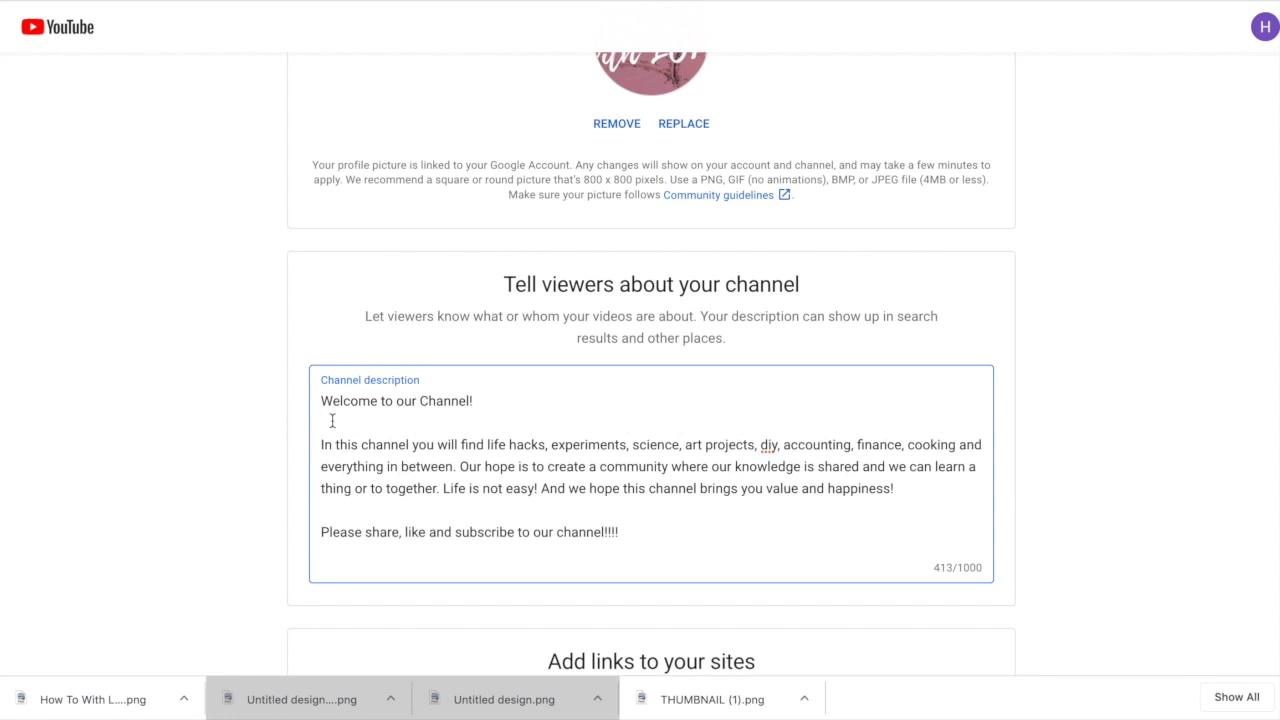 YouTube
H
REMOVE REPLACE
Your profile picture is linked to your Google Account. Any changes will show on your account and channel, and may take a few minutes to
apply. We recommend a square or round picture that's 800 x 800 pixels. Use a PNG, GIF (no animations), BMP, or JPEG file (4MB or less).
Make sure your picture follows Community guidelines.
Tell viewers about your channel
Let viewers know what or whom your videos are about. Your description can show up in search
results and other places.
Channel description
Welcome to our Channel!
In this channel you will find life hacks, experiments, science, art projects, diy, accounting, finance, cooking and
everything in between. Our hope is to create a community where our knowledge is shared and we can learn a
thing or to together. Life is not easy! And we hope this channel brings you value and happiness!
Please share, like and subscribe to our channel!!!!
413/1000
Add links to your sites
How To With L....png Untitled design....png Untitled design.png THUMBNAIL (1).png Show All